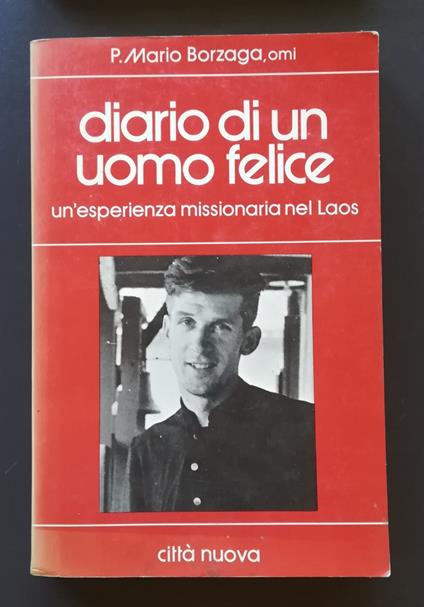 P. Mario Borzaga, omi
diario di un
uomo felice
un'esperienza missionaria nel Laos
città nuova